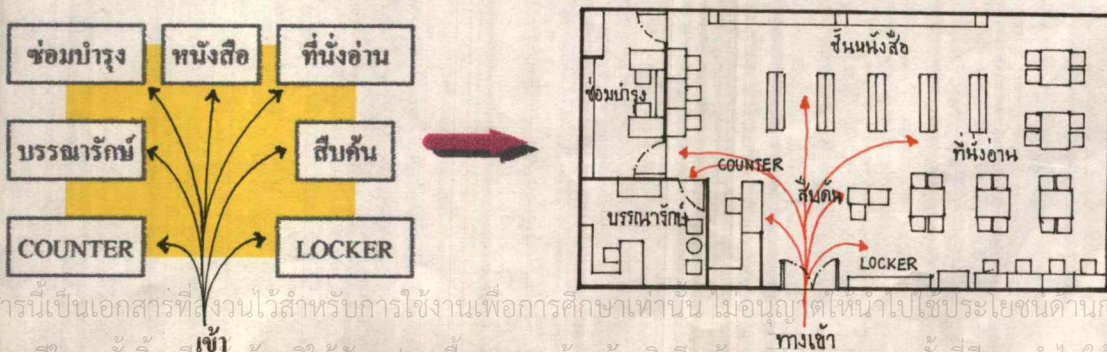 ซ่อมบำรุง
หนังสือ
ที่นั่งอ่าน
บรรณารักษ์
สืบค้น
COUNTER
LOCKER
เข้า
ชั้นหนังสือ
ซ่อมบำรุง
ที่นั่งอ่าน
COUNTER
สืบค้น
บรรณารักษ์
LOCKER
ทางเข้า
ารนี้เป็นเอกสารที่สงวนไว้สำหรับการใช้งานเพื่อการศึกษาเท่านั้น ไม่อนุญาตให้นำไปใช้ประโยชน์ด้านก